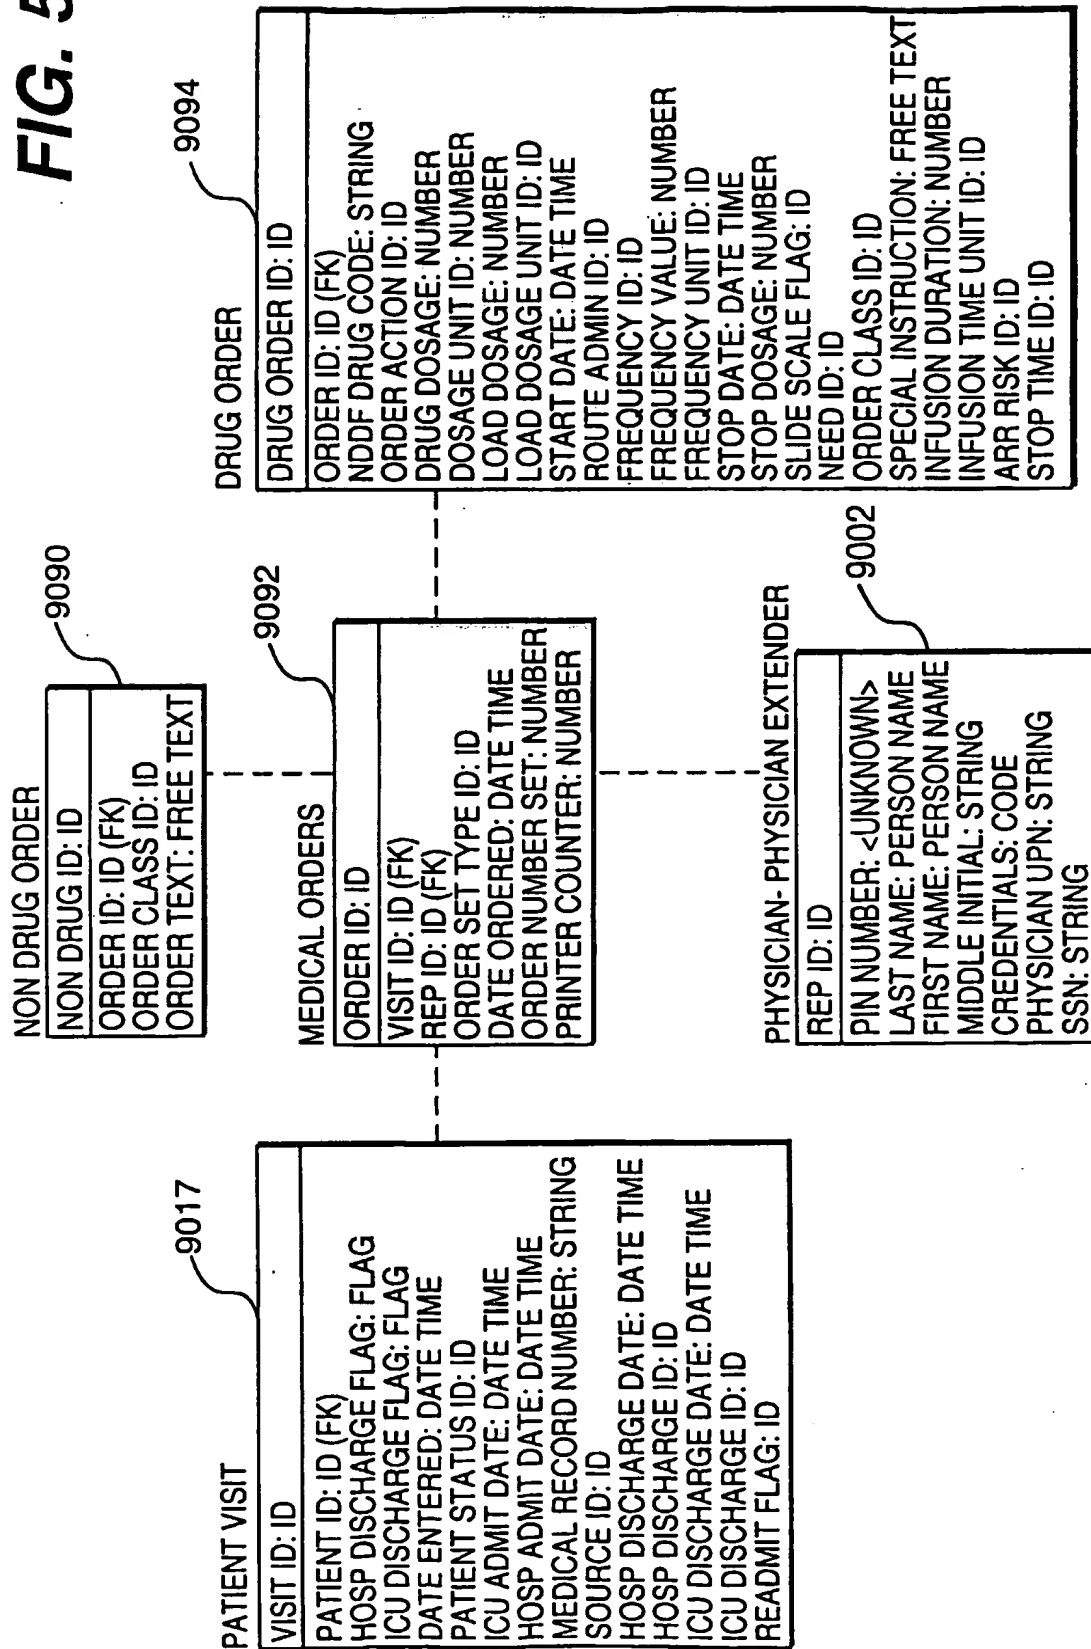 FIG. 5
PATIENT VISIT
9017
VISIT ID: ID
PATIENT ID: ID (FK)
HOSP DISCHARGE FLAG: FLAG
ICU DISCHARGE FLAG: FLAG
DATE ENTERED: DATE TIME
PATIENT STATUS ID: ID
ICU ADMIT DATE: DATE TIME
HOSP ADMIT DATE: DATE TIME
MEDICAL RECORD NUMBER: STRING
SOURCE ID: ID
HOSP DISCHARGE DATE: DATE TIME
HOSP DISCHARGE ID: ID
ICU DISCHARGE DATE: DATE TIME
ICU DISCHARGE ID: ID
READMIT FLAG: ID
NON DRUG ORDER
9090
NON DRUG ID: ID
ORDER ID: ID (FK)
ORDER CLASS ID: ID
ORDER TEXT: FREE TEXT
MEDICAL ORDERS
9092
ORDER ID: ID
VISIT ID: ID (FK)
REP ID: ID (FK)
ORDER SET TYPE ID: ID
DATE ORDERED: DATE TIME
ORDER NUMBER SET: NUMBER
PRINTER COUNTER: NUMBER
PHYSICIAN- PHYSICIAN EXTENDER
9002
REP ID: ID
PIN NUMBER: <UNKNOWN>
LAST NAME: PERSON NAME
FIRST NAME: PERSON NAME
MIDDLE INITIAL: STRING
CREDENTIALS: CODE
PHYSICIAN UPN: STRING
SSN: STRING
DRUG ORDER
9094
DRUG ORDER ID: ID
ORDER ID: ID (FK)
NDDF DRUG CODE: STRING
ORDER ACTION ID: ID
DRUG DOSAGE: NUMBER
DOSAGE UNIT ID: NUMBER
LOAD DOSAGE: NUMBER
LOAD DOSAGE UNIT ID: ID
START DATE: DATE TIME
ROUTE ADMIN ID: ID
FREQUENCY ID: ID
FREQUENCY VALUE: NUMBER
FREQUENCY UNIT ID: ID
STOP DATE: DATE TIME
STOP DOSAGE: NUMBER
SLIDE SCALE FLAG: ID
NEED ID: ID
ORDER CLASS ID: ID
SPECIAL INSTRUCTION: FREE TEXT
INFUSION DURATION: NUMBER
INFUSION TIME UNIT ID: ID
ARR RISK ID: ID
STOP TIME ID: ID